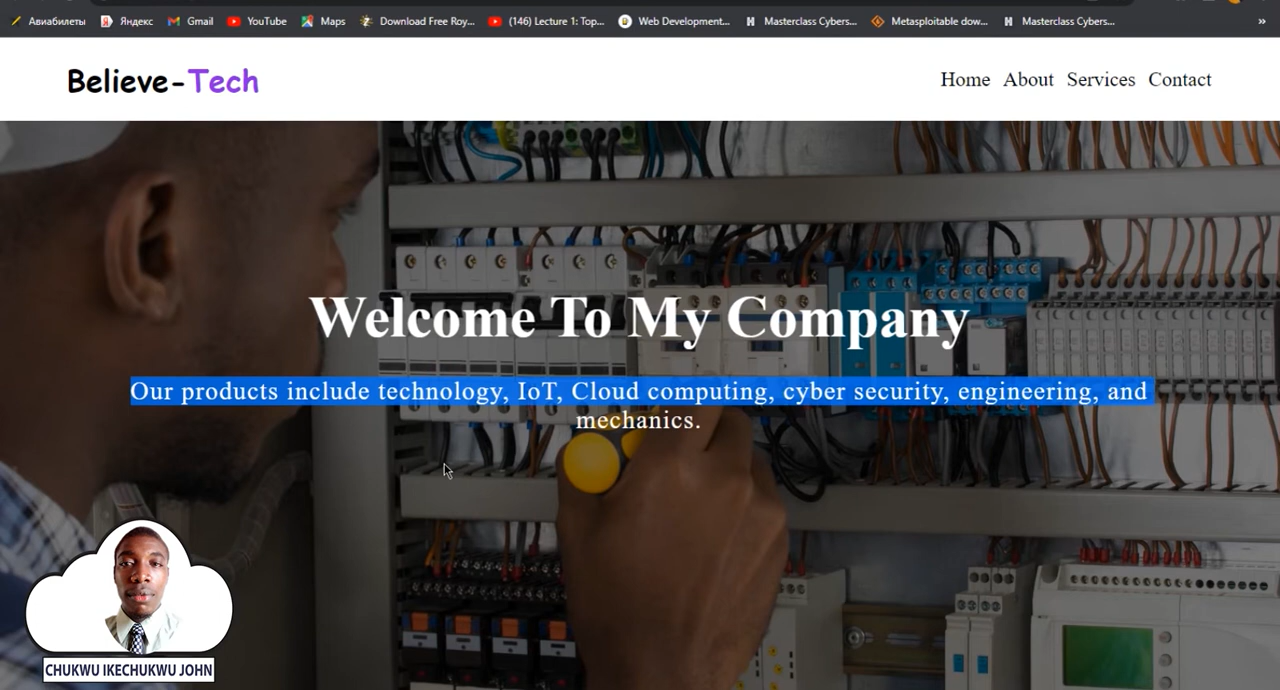 Авиабилеты Яндекс Gmail YouTube Maps Download Free Roy... (146) Lecture 1: Top... Web Development... Masterclass Cybers... Metasploitable dow... Masterclass Cybers... »
Believe-Tech
Home About Services Contact
Welcome To My Company
Our products include technology, IoT, Cloud computing, cyber security, engineering, and
mechanics.
CHUKWU IKECHUKWU JOHN